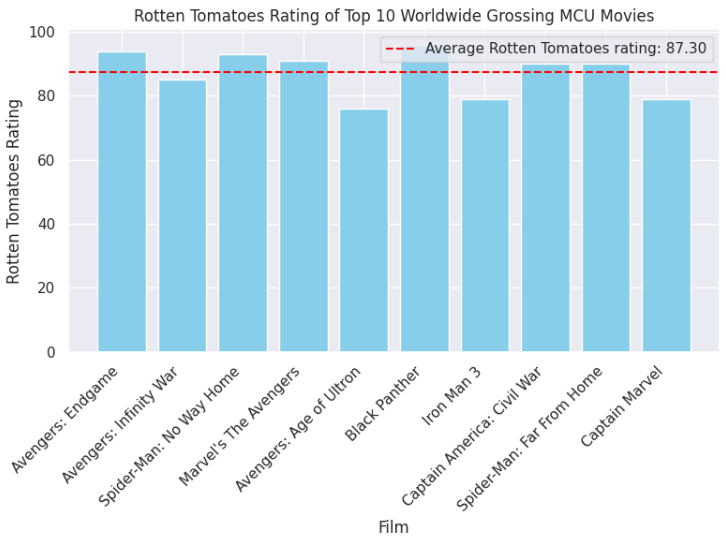 Rotten Tomatoes Rating of Top 10 Worldwide Grossing MCU Movies
Average Rotten Tomatoes rating: 87.30
Rotten Tomatoes Rating
100
80
60
40
20
0
Avengers: Endgame
Avengers: Infinity War
Spider-Man: No Way Home
Marvel's The Avengers
Avengers: Age of Ultron
Black Panther
Iron Man 3
Captain America: Civil War
Spider-Man: Far From Home
Captain Marvel
Film